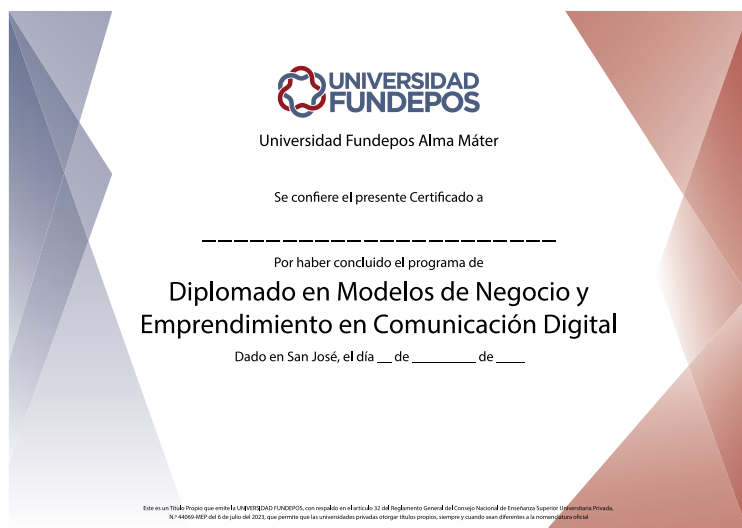 UNIVERSIDAD
FUNDEPOS
Universidad Fundepos Alma Máter
Se confiere el presente Certificado a
______________________
Por haber concluido el programa de
Diplomado en Modelos de Negocio y
Emprendimiento en Comunicación Digital
Dado en San José, el día __ de _________ de ____
Este es un Título Propio que emite la UNIVERSIDAD FUNDEPOS, con respaldo en el artículo 32 del Reglamento General del Consejo Nacional de Enseñanza Superior Universitaria Privada,
N.º 44069-MEP del 6 de julio del 2023, que permite que las universidades privadas otorgar títulos propios, siempre y cuando sean diferentes a la nomenclatura oficial